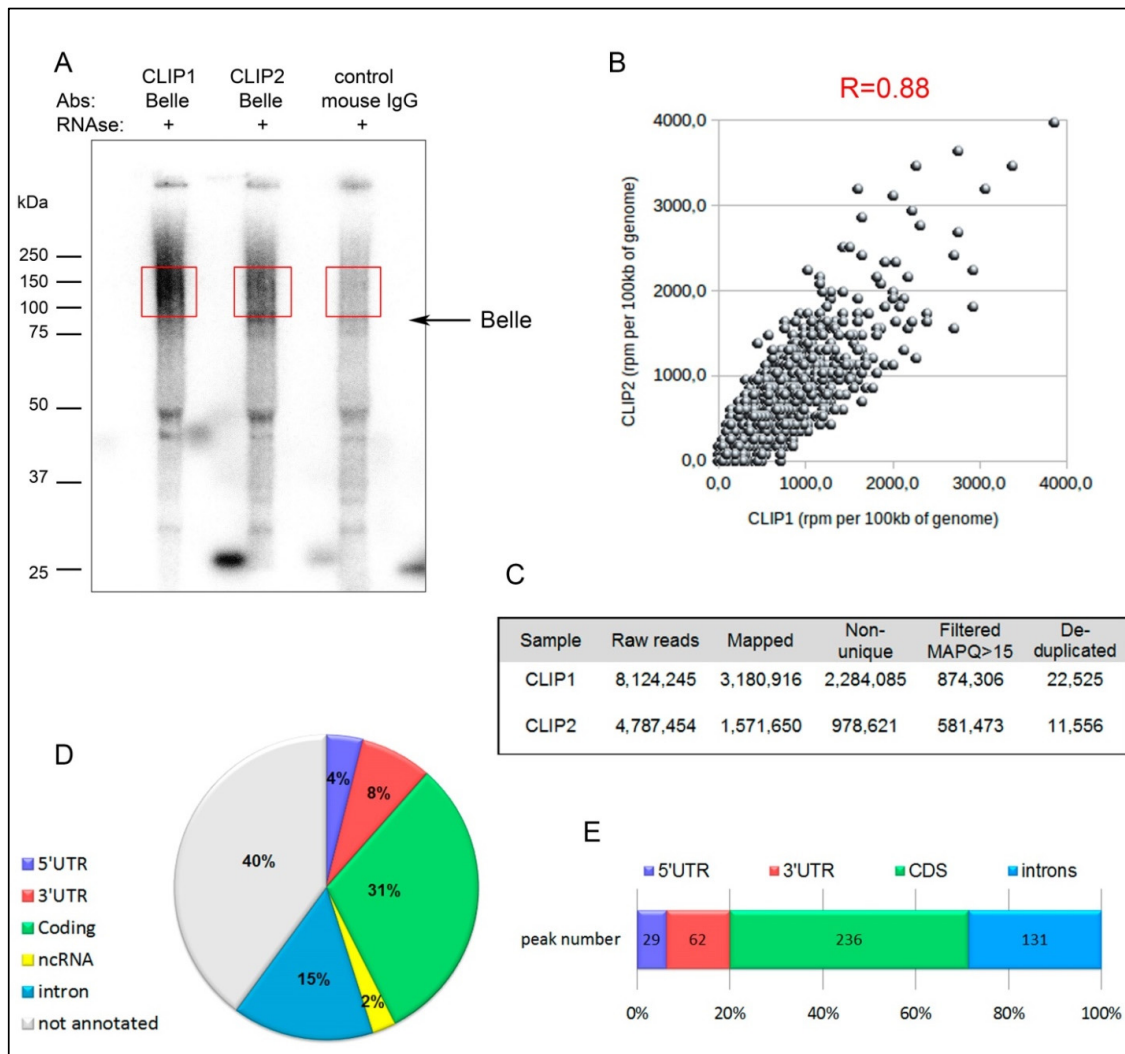 A
CLIP1 CLIP2 control
Abs: Belle Belle mouse IgG
RNAse: + + +
kDa
250
150
100
75
50
37
25
Belle
B
R=0.88
4000,0
3000,0
2000,0
1000,0
0,0
0,0 1000,0 2000,0 3000,0 4000,0
CLIP2 (rpm per 100kb of genome)
CLIP1 (rpm per 100kb of genome)
C
Sample Raw reads Mapped Non-unique Filtered MAPQ>15 De-duplicated
CLIP1 8,124,245 3,180,916 2,284,085 874,306 22,525
CLIP2 4,787,454 1,571,650 978,621 581,473 11,556
D
5'UTR
3'UTR
Coding
ncRNA
intron
not annotated
4%
8%
31%
2%
15%
40%
E
5'UTR 3'UTR CDS introns
peak number 29 62 236 131
0% 20% 40% 60% 80% 100%